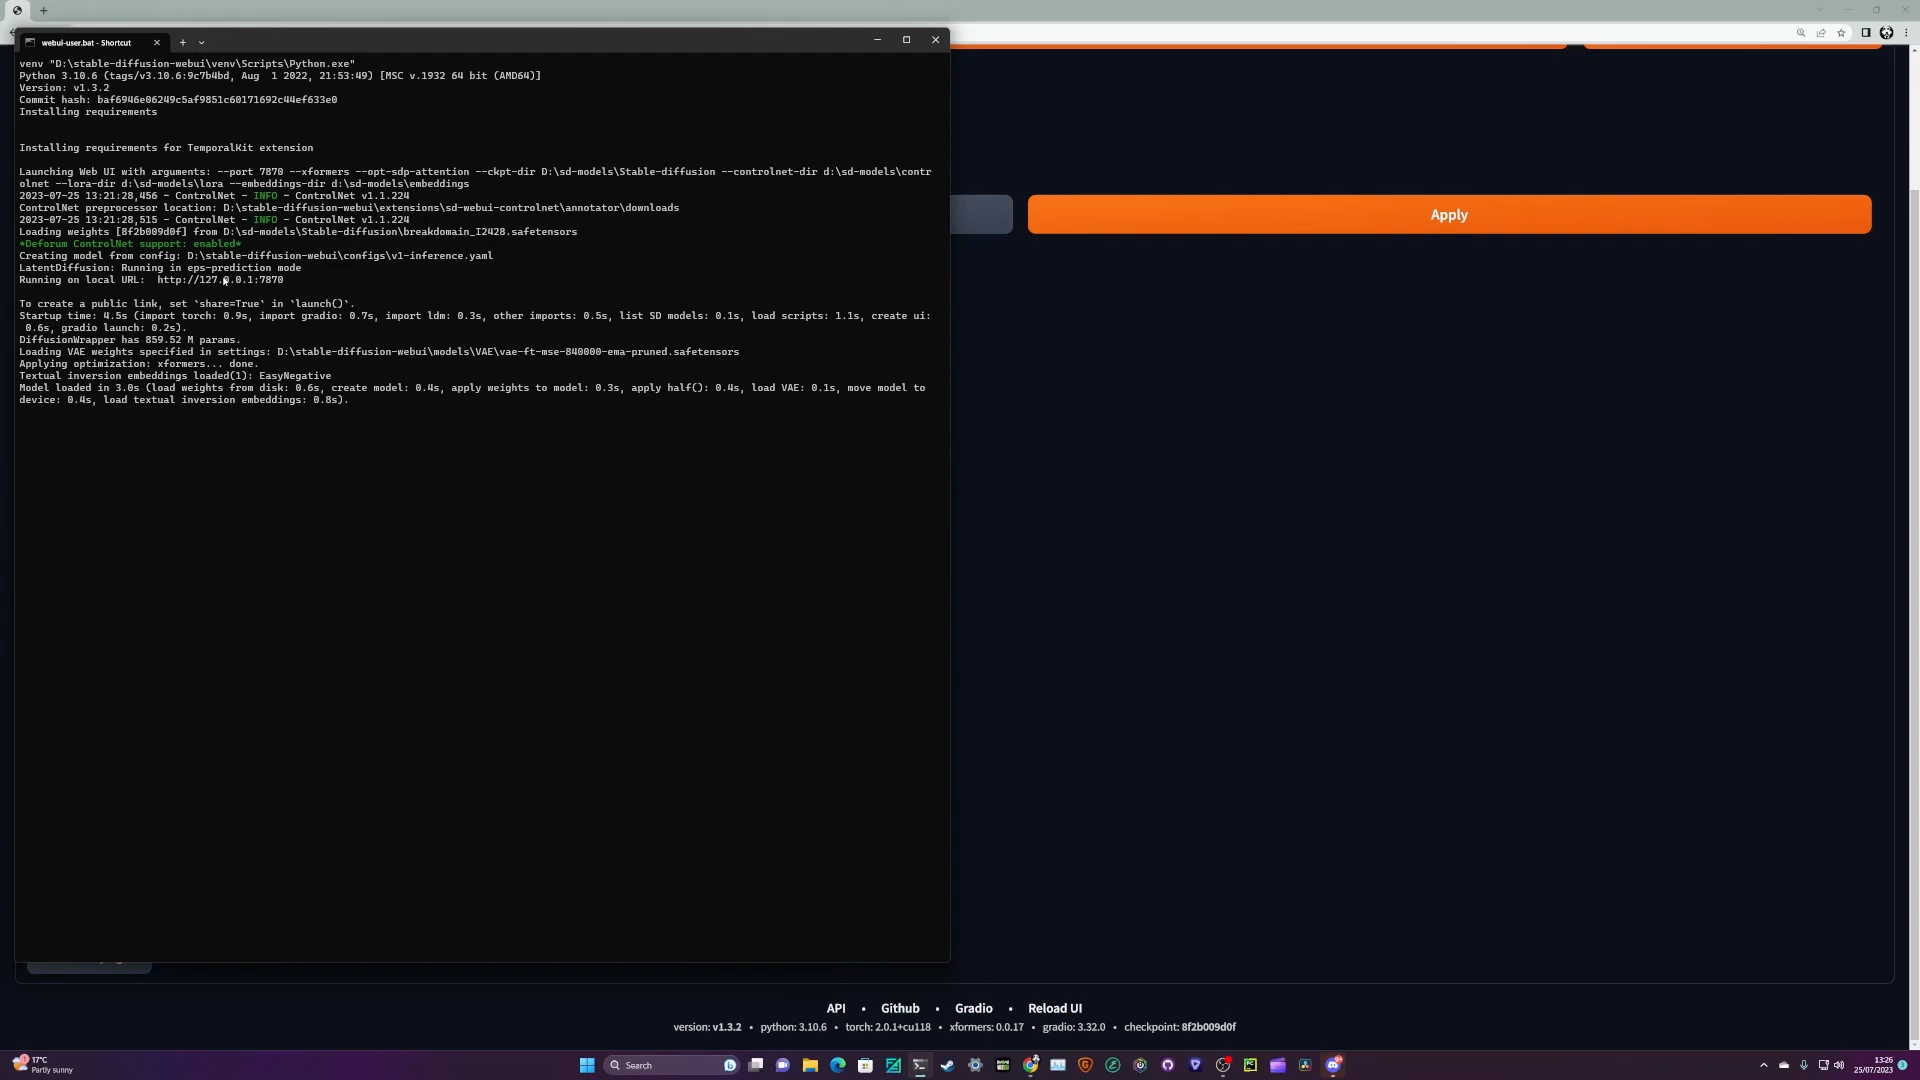 webui-user.bat - Shortcut
venv "D:\stable-diffusion-webui\venv\Scripts\Python.exe"
Python 3.10.6 (tags/v3.10.6:9c7b4bd, Aug  1 2022, 21:53:49) [MSC v.1932 64 bit (AMD64)]
Version: v1.3.2
Commit hash: baf6946e06249c5af9851c60171692c44ef633e0
Installing requirements
Installing requirements for TemporalKit extension
Launching Web UI with arguments: --port 7870 --xformers --opt-sdp-attention --ckpt-dir D:\sd-models\Stable-diffusion --controlnet-dir d:\sd-models\contr
olnet --lora-dir d:\sd-models\lora --embeddings-dir d:\sd-models\embeddings
2023-07-25 13:21:28,456 - ControlNet - INFO - ControlNet v1.1.224
ControlNet preprocessor location: D:\stable-diffusion-webui\extensions\sd-webui-controlnet\annotator\downloads
2023-07-25 13:21:28,515 - ControlNet - INFO - ControlNet v1.1.224
Loading weights [8f2b009d0f] from D:\sd-models\Stable-diffusion\breakdomain_I2428.safetensors
*Deforum ControlNet support: enabled*
Creating model from config: D:\stable-diffusion-webui\configs\v1-inference.yaml
LatentDiffusion: Running in eps-prediction mode
Running on local URL:  http://127.0.0.1:7870
To create a public link, set `share=True` in `launch()`.
Startup time: 4.5s (import torch: 0.9s, import gradio: 0.7s, import ldm: 0.3s, other imports: 0.5s, list SD models: 0.1s, load scripts: 1.1s, create ui:
0.6s, gradio launch: 0.2s).
DiffusionWrapper has 859.52 M params.
Loading VAE weights specified in settings: D:\stable-diffusion-webui\models\VAE\vae-ft-mse-840000-ema-pruned.safetensors
Applying optimization: xformers... done.
Textual inversion embeddings loaded(1): EasyNegative
Model loaded in 3.0s (load weights from disk: 0.6s, create model: 0.4s, apply weights to model: 0.3s, apply half(): 0.4s, load VAE: 0.1s, move model to
device: 0.4s, load textual inversion embeddings: 0.8s).
Apply
API • Github • Gradio • Reload UI
version: v1.3.2 • python: 3.10.6 • torch: 2.0.1+cu118 • xformers: 0.0.17 • gradio: 3.32.0 • checkpoint: 8f2b009d0f
17°C
Partly sunny
Search
13:26
25/07/2023